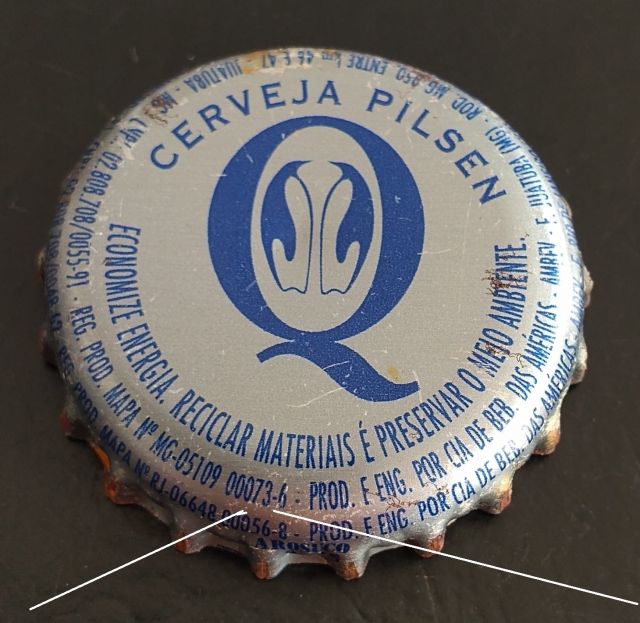 CERVEJA PILSEN
Q
ECONOMIZE ENERGIA. RECICLAR MATERIAIS É PRESERVAR O MEIO AMBIENTE.
REG. PROD. MAPA Nº MG-05109 00073-6 - PROD. E ENG. POR CIA DE BEB. DAS AMÉRICAS - AMBEV - F. JUATUBA (MG) - ROD. MG 050 ENTRE km 46 E 47 - JUATUBA - MG 02.808.708/0055-91
PROD. MAPA Nº RJ-06648 00056-8 - PROD. E ENG. POR CIA DE BEB. DAS AMÉRICAS
AROSUCO